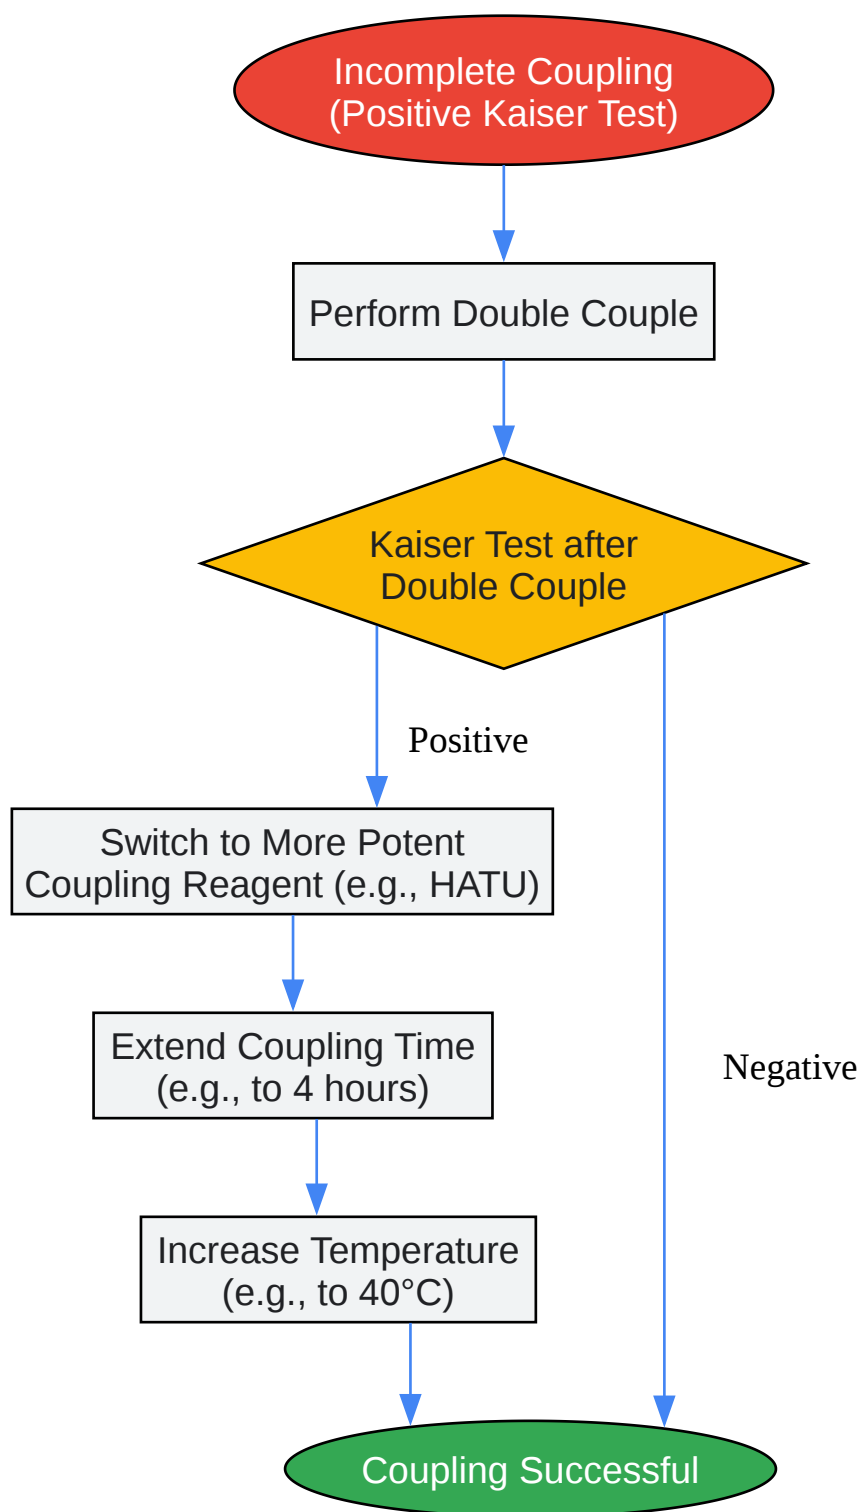 Incomplete Coupling
(Positive Kaiser Test)
Perform Double Couple
Kaiser Test after
Double Couple
Positive
Switch to More Potent
Coupling Reagent (e.g., HATU)
Extend Coupling Time
(e.g., to 4 hours)
Negative
Increase Temperature
(e.g., to 40°C)
Coupling Successful